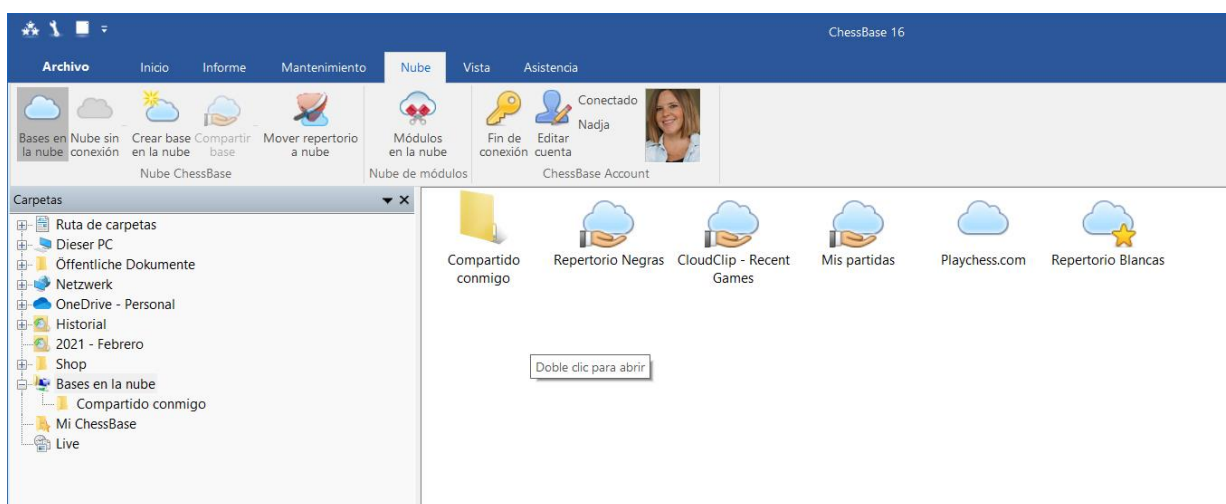 ChessBase 16
Archivo Inicio Informe Mantenimiento Nube Vista Asistencia
Bases en la nube
Nube sin conexión
Crear base en la nube
Compartir base
Mover repertorio a nube
Nube ChessBase
Módulos en la nube
Nube de módulos
Fin de conexión
Editar cuenta
Conectado
Nadja
ChessBase Account
Carpetas
Ruta de carpetas
Dieser PC
Öffentliche Dokumente
Netzwerk
OneDrive - Personal
Historial
2021 - Febrero
Shop
Bases en la nube
Compartido conmigo
Mi ChessBase
Live
Compartido conmigo
Repertorio Negras
CloudClip - Recent Games
Mis partidas
Playchess.com
Repertorio Blancas
Doble clic para abrir